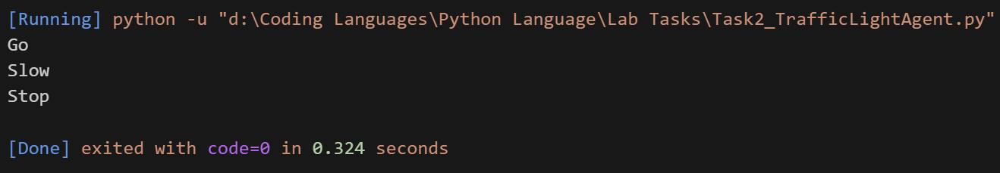 [Running] python -u "d:\Coding Languages\Python Language\Lab Tasks\Task2_TrafficLightAgent.py"
Go
Slow
Stop
[Done] exited with code=0 in 0.324 seconds